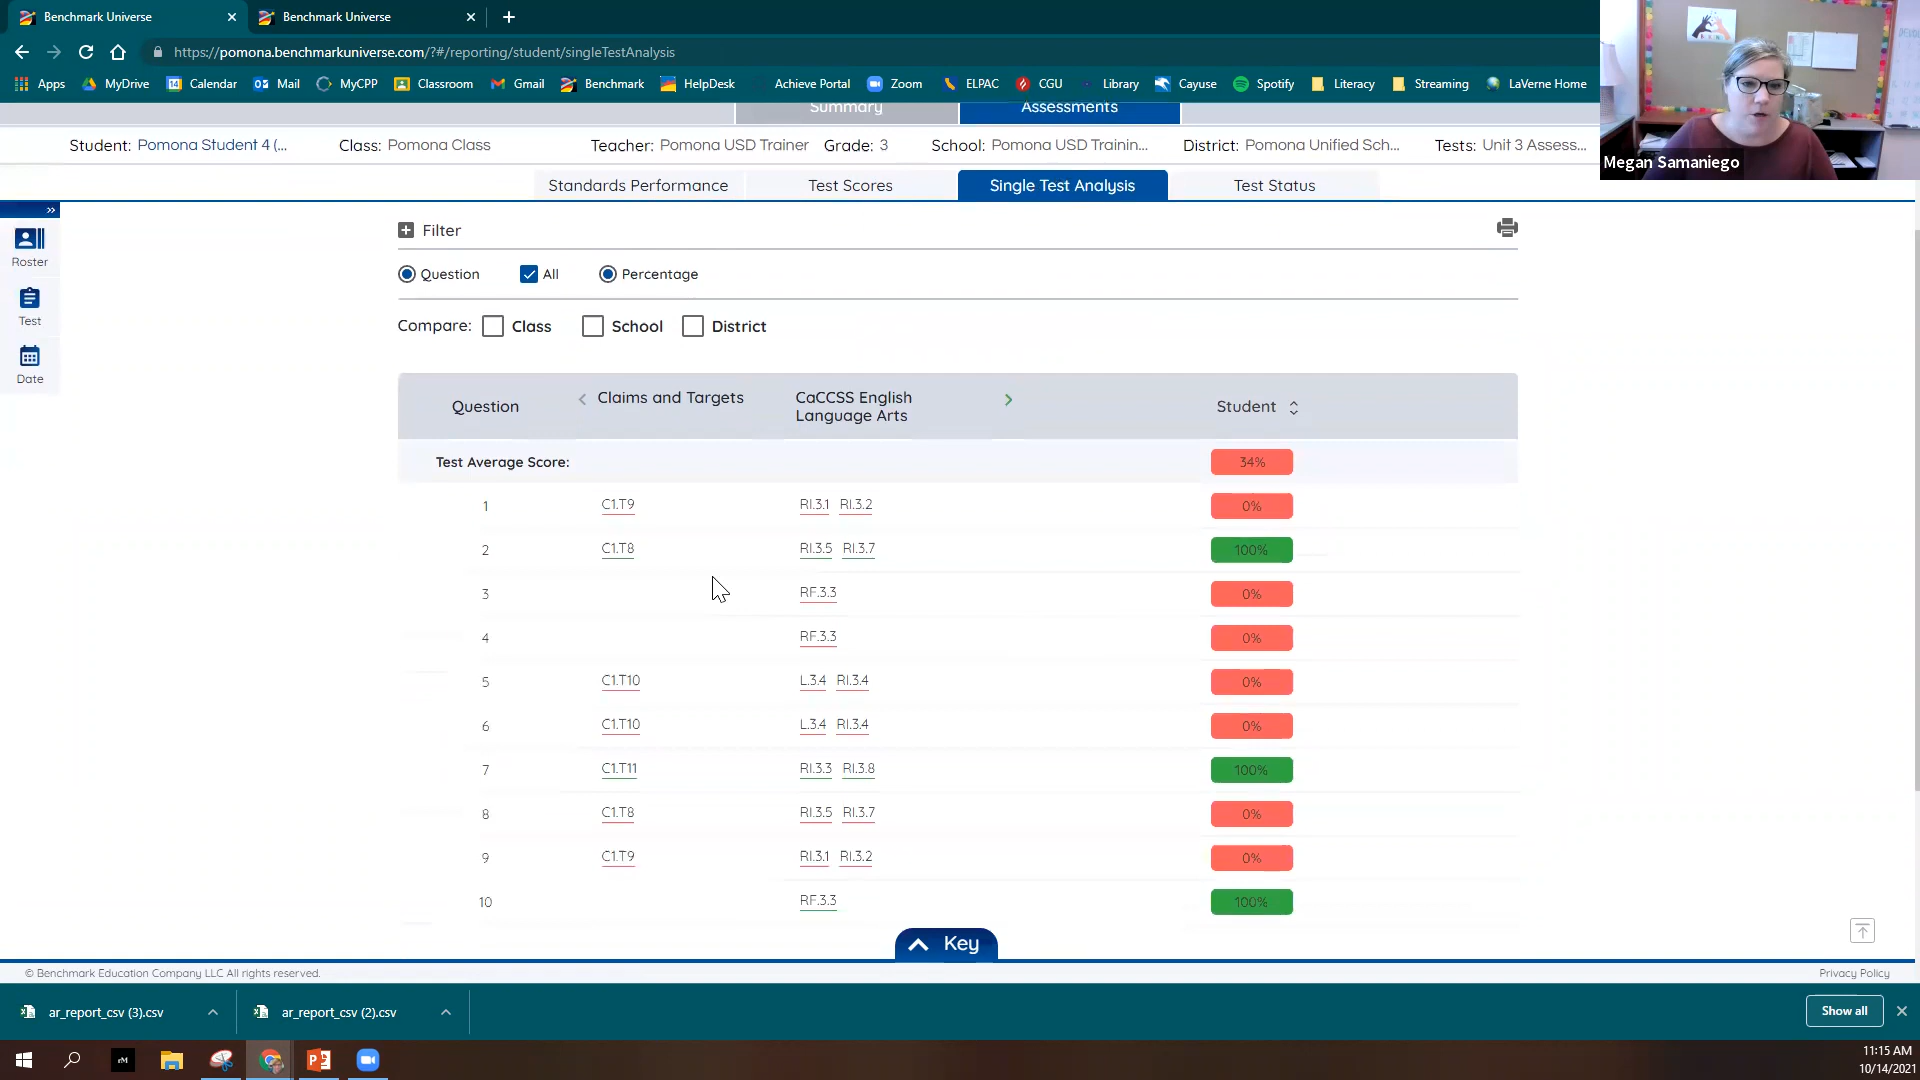 Benchmark Universe
Benchmark Universe
https://pomona.benchmarkuniverse.com/?#/reporting/student/singleTestAnalysis
Apps MyDrive Calendar Mail MyCPP Classroom Gmail Benchmark HelpDesk Achieve Portal Zoom ELPAC CGU Library Cayuse Spotify Literacy Streaming LaVerne Home
Summary Assessments
Student: Pomona Student 4 (... Class: Pomona Class Teacher: Pomona USD Trainer Grade: 3 School: Pomona USD Trainin... District: Pomona Unified Sch... Tests: Unit 3 Assess...
Megan Samaniego
Standards Performance Test Scores Single Test Analysis Test Status
Roster
Test
Date
Filter
Question All Percentage
Compare: Class School District
Question Claims and Targets CaCCSS English Language Arts Student
Test Average Score: 34%
1 C1.T9 RI.3.1 RI.3.2 0%
2 C1.T8 RI.3.5 RI.3.7 100%
3 RF.3.3 0%
4 RF.3.3 0%
5 C1.T10 L.3.4 RI.3.4 0%
6 C1.T10 L.3.4 RI.3.4 0%
7 C1.T11 RI.3.3 RI.3.8 100%
8 C1.T8 RI.3.5 RI.3.7 0%
9 C1.T9 RI.3.1 RI.3.2 0%
10 RF.3.3 100%
Key
© Benchmark Education Company LLC All rights reserved. Privacy Policy
ar_report_csv (3).csv ar_report_csv (2).csv Show all
11:15 AM
10/14/2021